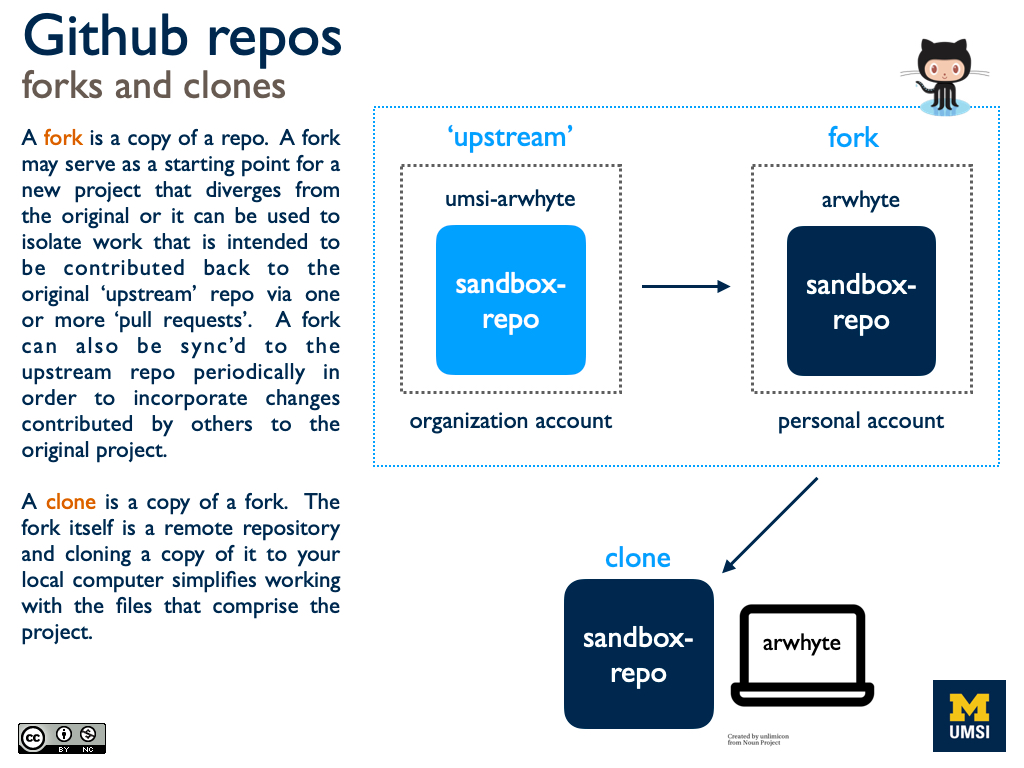 Github repos
forks and clones
A fork is a copy of a repo. A fork
may serve as a starting point for a
new project that diverges from
the original or it can be used to
isolate work that is intended to
be contributed back to the
original ‘upstream’ repo via one
or more ‘pull requests’. A fork
can also be sync’d to the
upstream repo periodically in
order to incorporate changes
contributed by others to the
original project.
A clone is a copy of a fork. The
fork itself is a remote repository
and cloning a copy of it to your
local computer simplifies working
with the files that comprise the
project.
‘upstream’
umsi-arwhyte
sandbox-
repo
organization account
fork
arwhyte
sandbox-
repo
personal account
clone
sandbox-
repo
arwhyte
Created by unlimicon
from Noun Project
cc
BY NC
M
UMSI